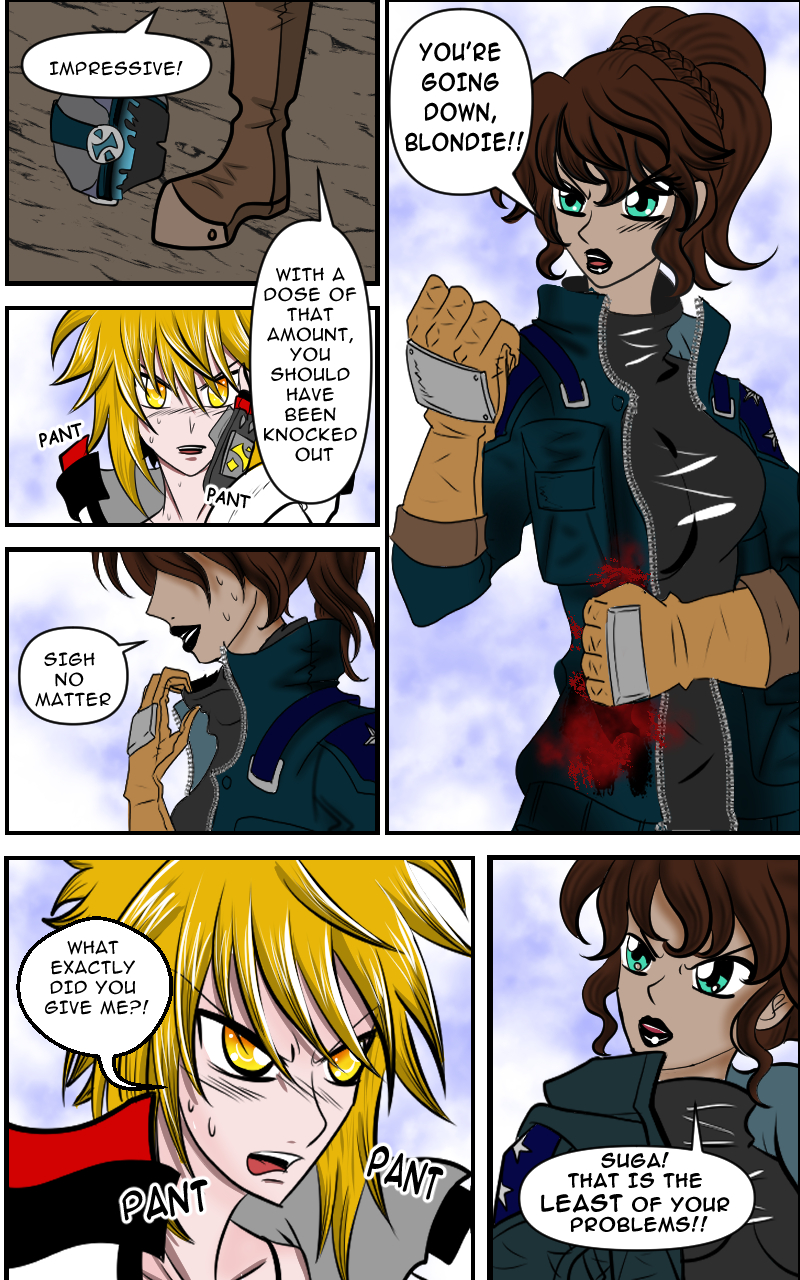 IMPRESSIVE!
WITH A
DOSE OF
THAT
AMOUNT,
YOU
SHOULD
HAVE
BEEN
KNOCKED
OUT
PANT
PANT
SIGH
NO
MATTER
YOU'RE
GOING
DOWN,
BLONDIE!!
WHAT
EXACTLY
DID YOU
GIVE ME?!
PANT
PANT
SUGA!
THAT IS THE
LEAST OF YOUR
PROBLEMS!!